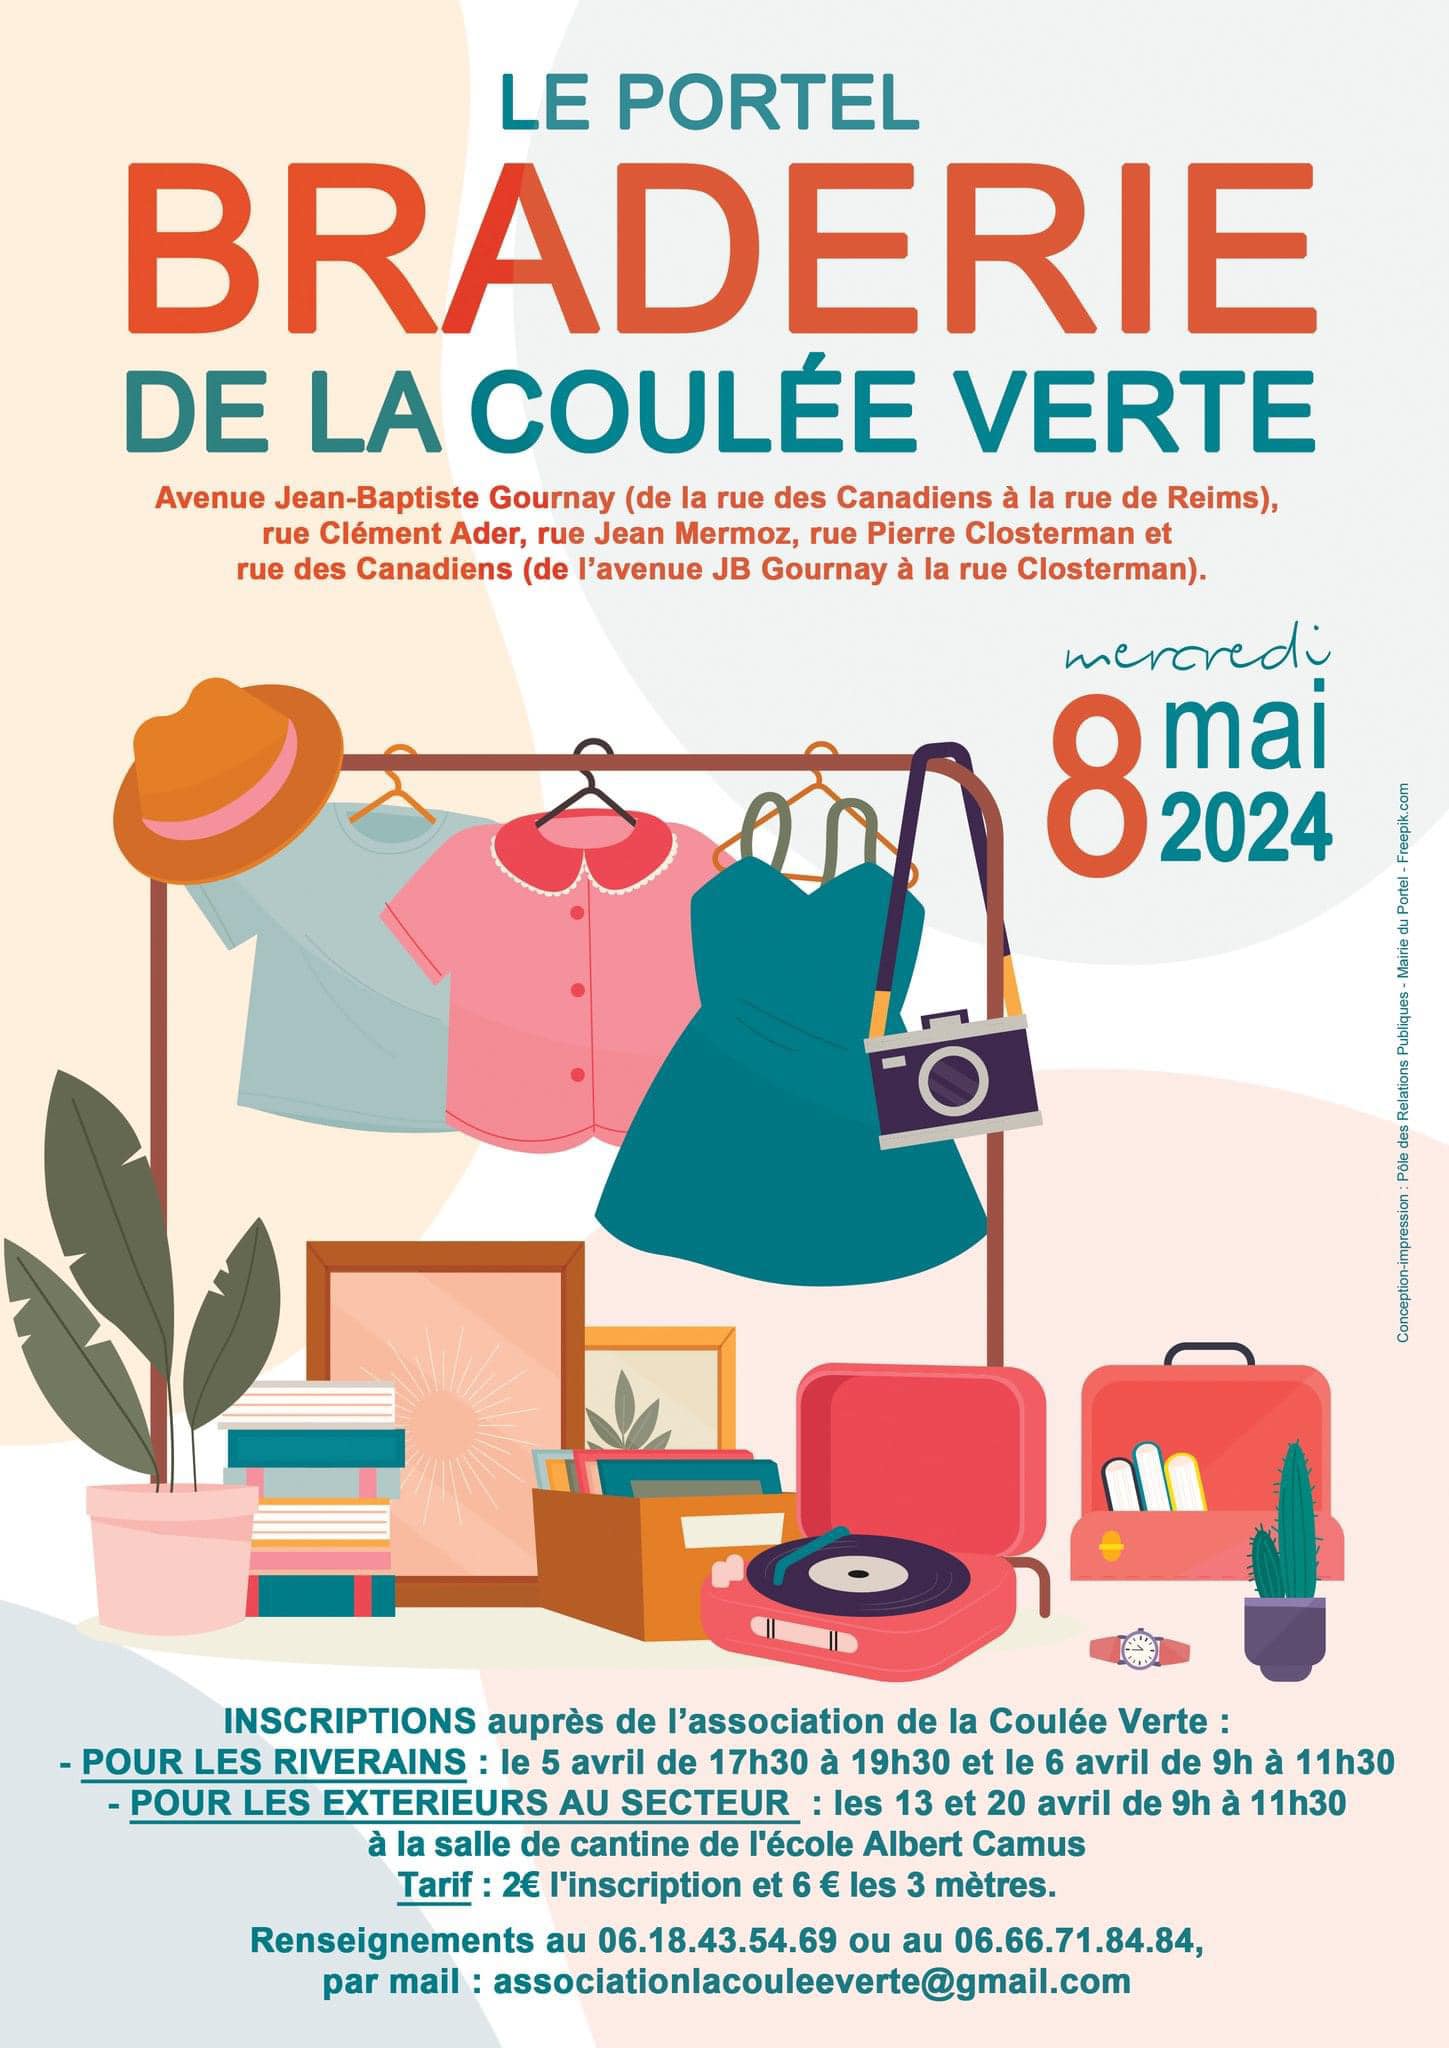 LE PORTEL
BRADERIE
DE LA COULÉE VERTE
Avenue Jean-Baptiste Gournay (de la rue des Canadiens à la rue de Reims),
rue Clément Ader, rue Jean Mermoz, rue Pierre Closterman et
rue des Canadiens (de l’avenue JB Gournay à la rue Closterman).
mercredi
8 mai
2024
Conception-impression : Pôle des Relations Publiques - Mairie du Portel - Freepik.com
INSCRIPTIONS auprès de l’association de la Coulée Verte :
- POUR LES RIVERAINS : le 5 avril de 17h30 à 19h30 et le 6 avril de 9h à 11h30
- POUR LES EXTERIEURS AU SECTEUR : les 13 et 20 avril de 9h à 11h30
à la salle de cantine de l'école Albert Camus
Tarif : 2€ l'inscription et 6 € les 3 mètres.
Renseignements au 06.18.43.54.69 ou au 06.66.71.84.84,
par mail : associationlacouleeverte@gmail.com